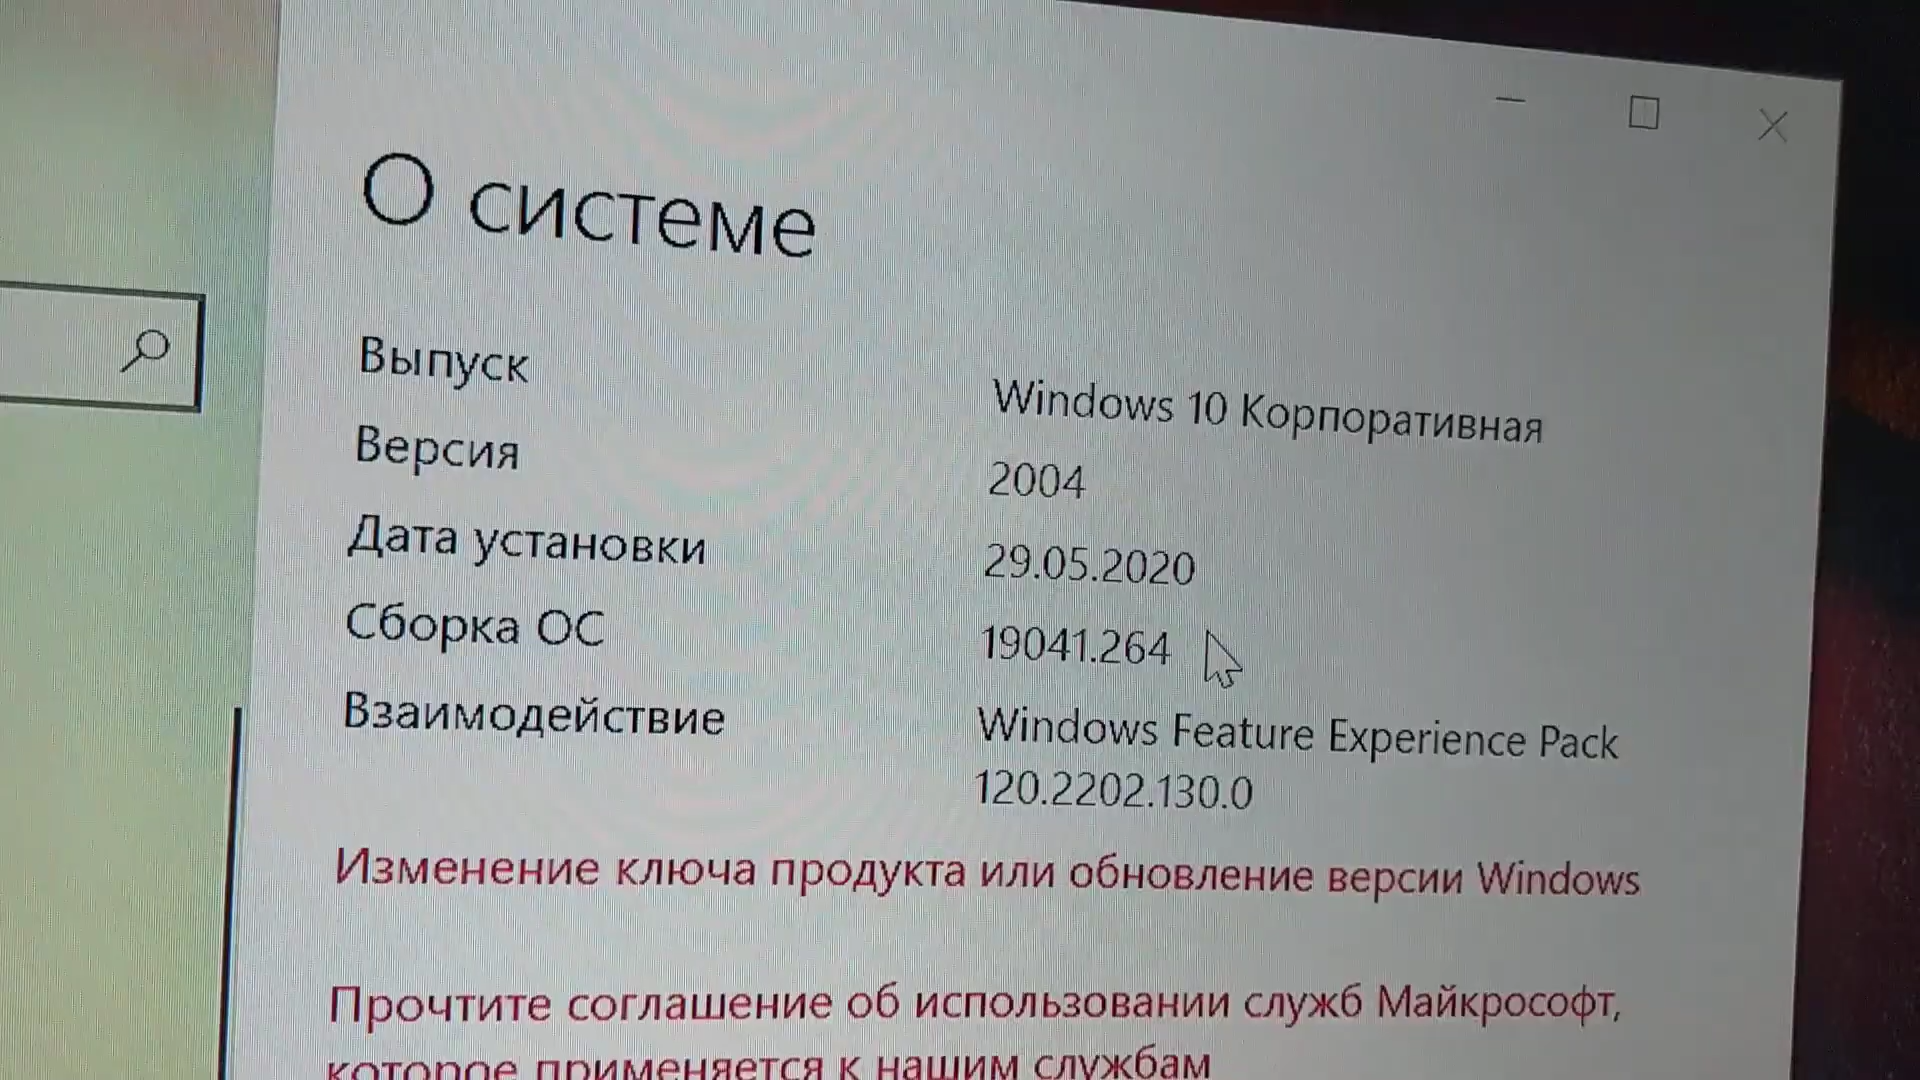 О системе
Выпуск
Windows 10 Корпоративная
Версия
2004
Дата установки
29.05.2020
Сборка ОС
19041.264
Взаимодействие
Windows Feature Experience Pack
120.2202.130.0
Изменение ключа продукта или обновление версии Windows
Прочтите соглашение об использовании служб Майкрософт,
которое применяется к нашим службам